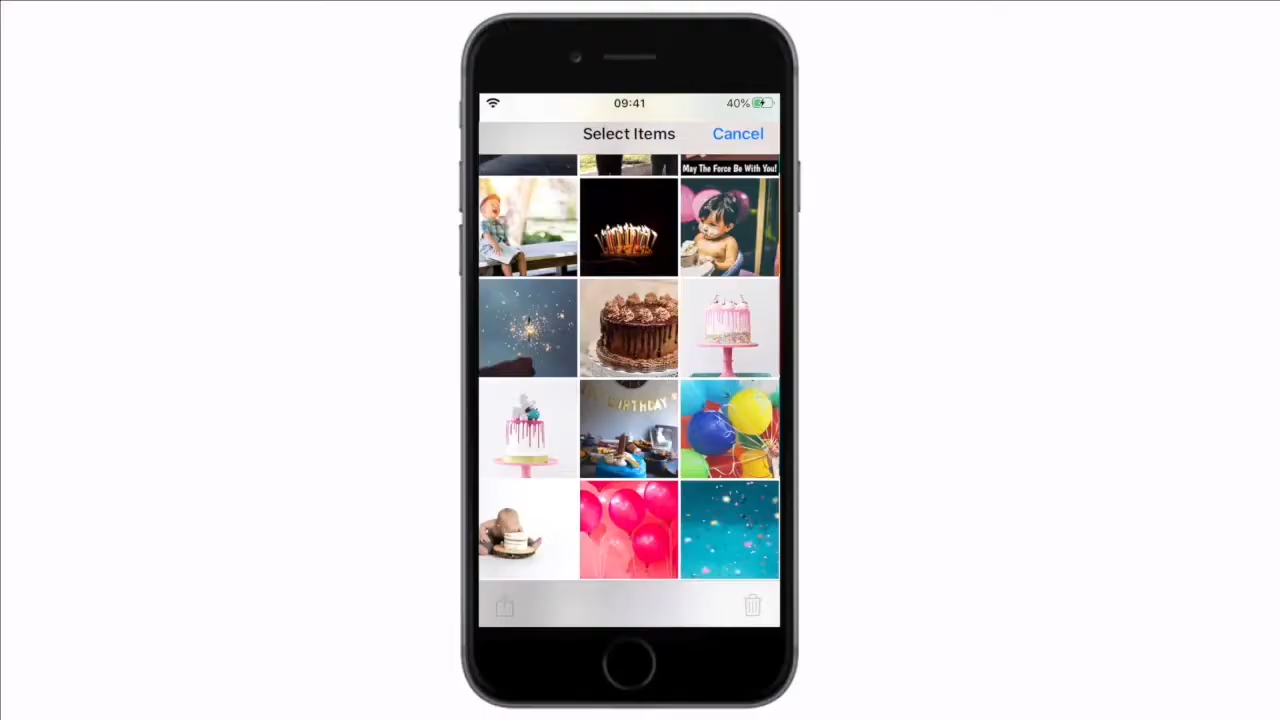 09:41
40%
Select Items
Cancel
May The Force Be With You!
BIRTHDAY